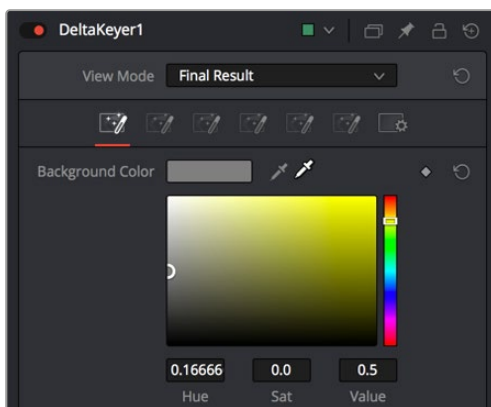 DeltaKeyer1
View Mode Final Result
Background Color
0.16666 0.0 0.5
Hue Sat Value